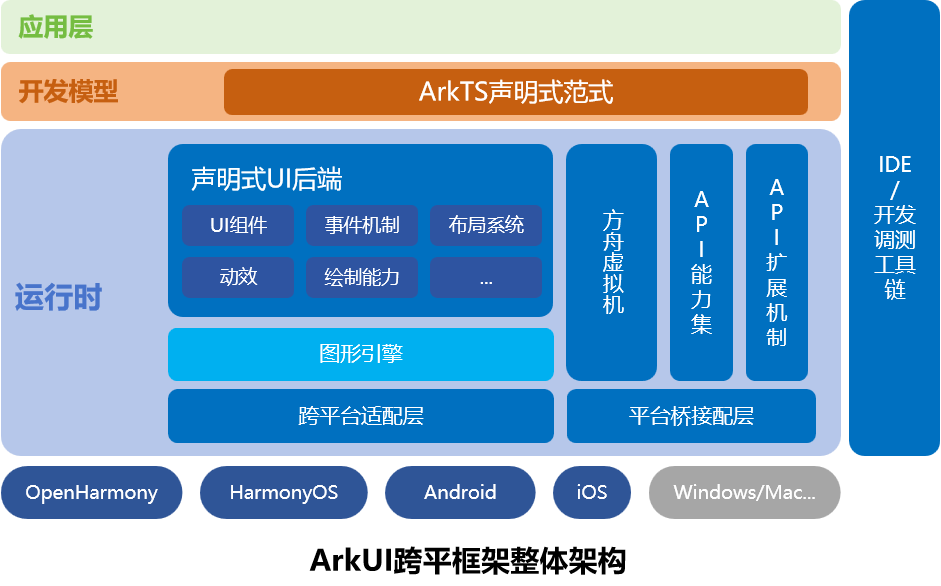 应用层
开发模型
ArkTS声明式范式
运行时
声明式UI后端
UI组件
事件机制
布局系统
动效
绘制能力
...
图形引擎
跨平台适配层
方舟虚拟机
API能力集
API扩展机制
平台桥接配层
IDE
/
开发
调测
工具
链
OpenHarmony
HarmonyOS
Android
iOS
Windows/Mac...
ArkUI跨平框架整体架构